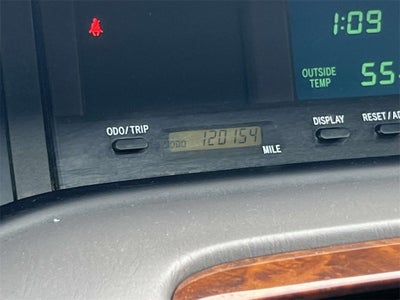 1:09
OUTSIDE
TEMP
55
ODO/TRIP
ODO 120154
MILE
DISPLAY
RESET/